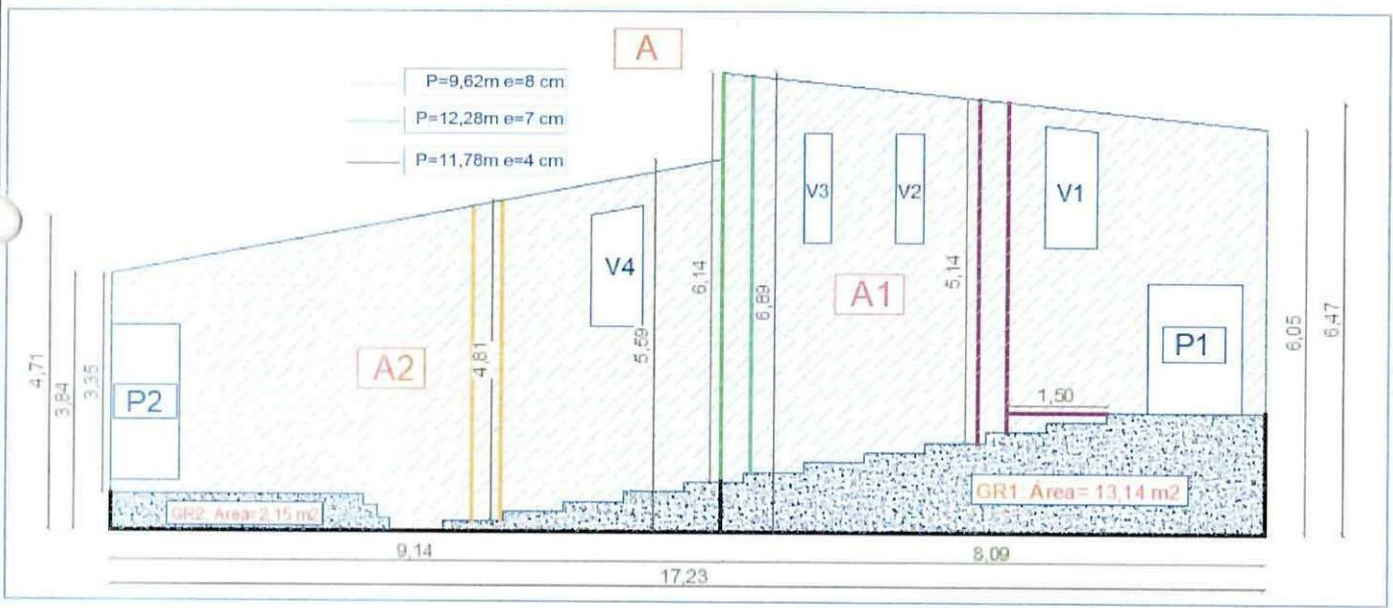 A
P=9,62m e=8 cm
P=12,28m e=7 cm
P=11,78m e=4 cm
V3
V2
V1
V4
6,14
6,89
5,14
A1
P1
6,05
6,47
4,71
3,84
3,35
P2
A2
4,81
5,59
1,50
GR1: Área= 13,14 m2
GR2: Área=2,15 m2
9,14
8,09
17,23